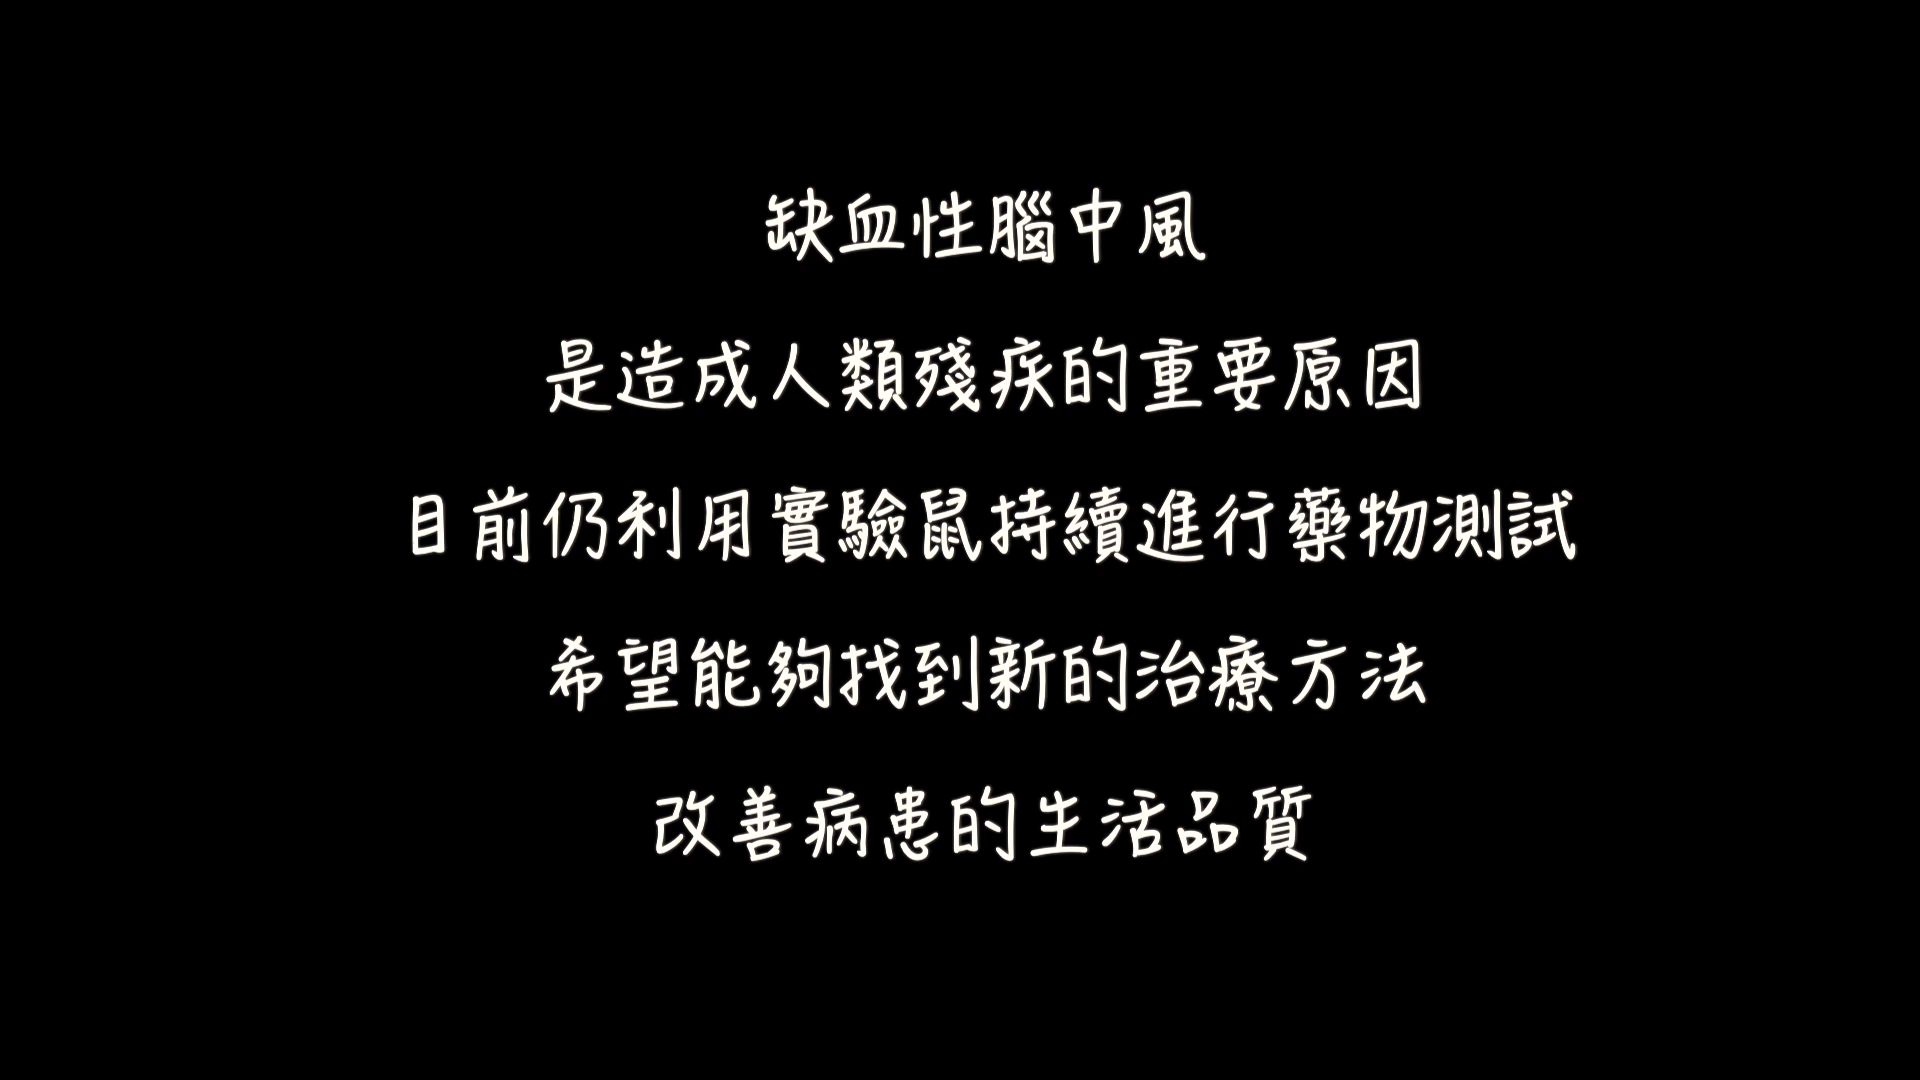 缺血性腦中風
是造成人類殘疾的重要原因
目前仍利用實驗鼠持續進行藥物測試
希望能夠找到新的治療方法
改善病患的生活品質